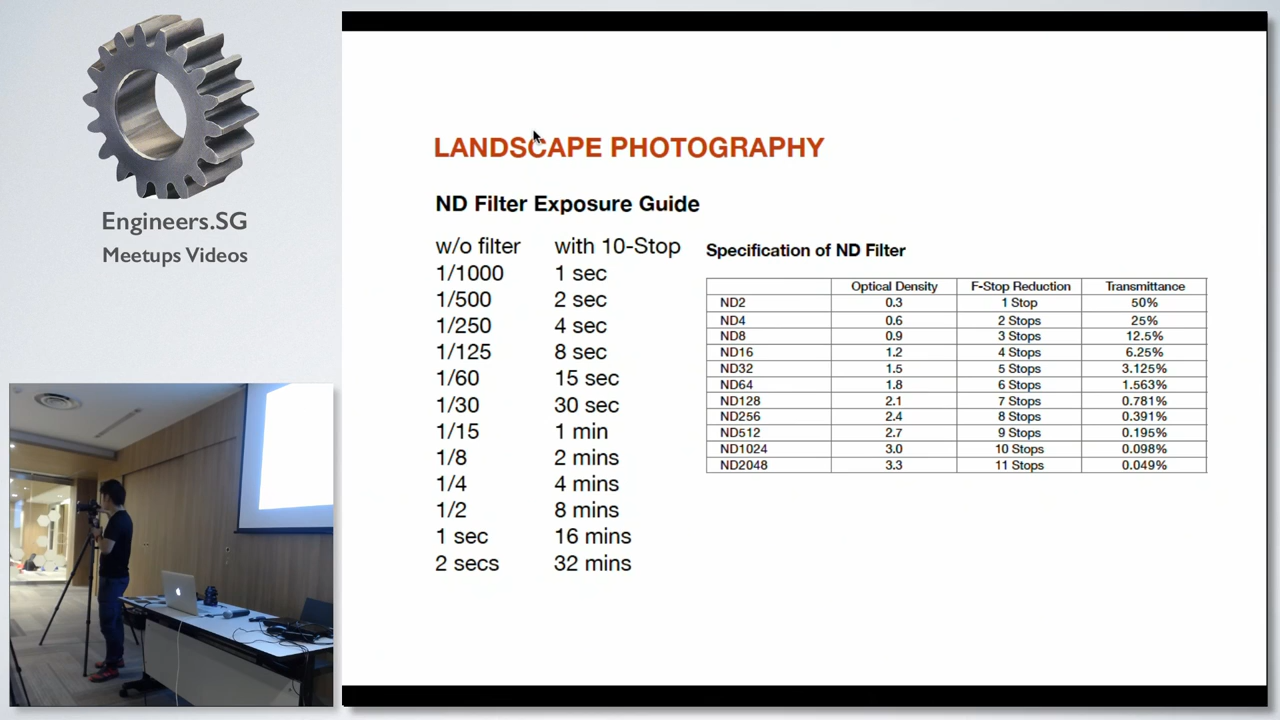 Engineers.SG
Meetups Videos
LANDSCAPE PHOTOGRAPHY
ND Filter Exposure Guide
w/o filter with 10-Stop
1/1000 1 sec
1/500 2 sec
1/250 4 sec
1/125 8 sec
1/60 15 sec
1/30 30 sec
1/15 1 min
1/8 2 mins
1/4 4 mins
1/2 8 mins
1 sec 16 mins
2 secs 32 mins
Specification of ND Filter
Optical Density F-Stop Reduction Transmittance
ND2 0.3 1 Stop 50%
ND4 0.6 2 Stops 25%
ND8 0.9 3 Stops 12.5%
ND16 1.2 4 Stops 6.25%
ND32 1.5 5 Stops 3.125%
ND64 1.8 6 Stops 1.563%
ND128 2.1 7 Stops 0.781%
ND256 2.4 8 Stops 0.391%
ND512 2.7 9 Stops 0.195%
ND1024 3.0 10 Stops 0.098%
ND2048 3.3 11 Stops 0.049%